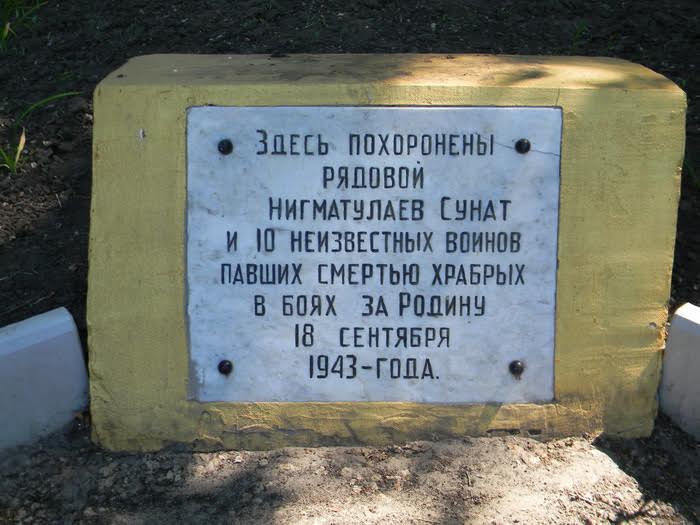 Здесь похоронены
рядовой
Нигматулаев Сунат
и 10 неизвестных воинов
павших смертью храбрых
в боях за Родину
18 сентября
1943-года.